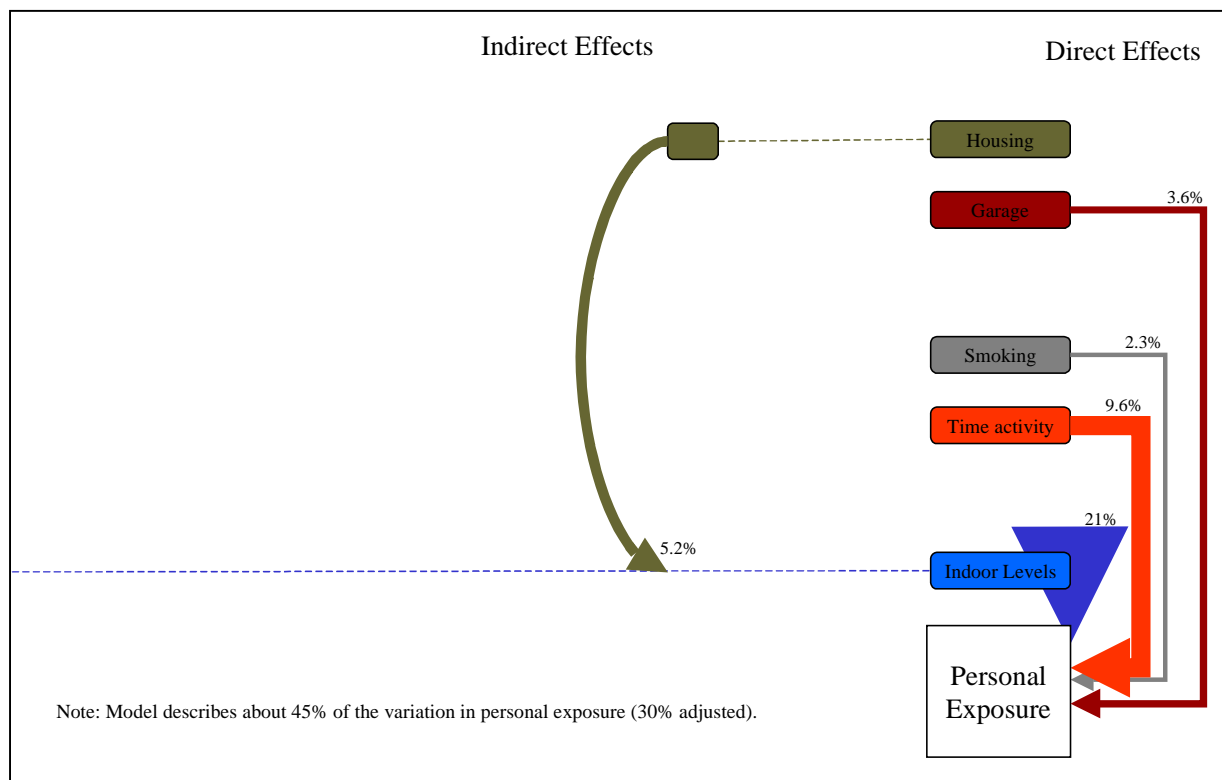 Indirect Effects
Direct Effects
Housing
3.6%
Garage
2.3%
Smoking
9.6%
Time activity
21%
5.2%
Indoor Levels
Personal
Exposure
Note: Model describes about 45% of the variation in personal exposure (30% adjusted).